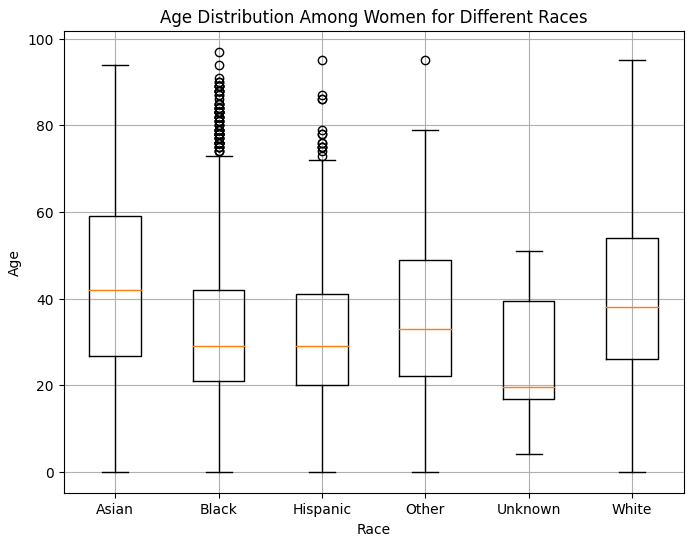 Age Distribution Among Women for Different Races
100
80
60
40
20
0
Age
Asian
Black
Hispanic
Other
Unknown
White
Race